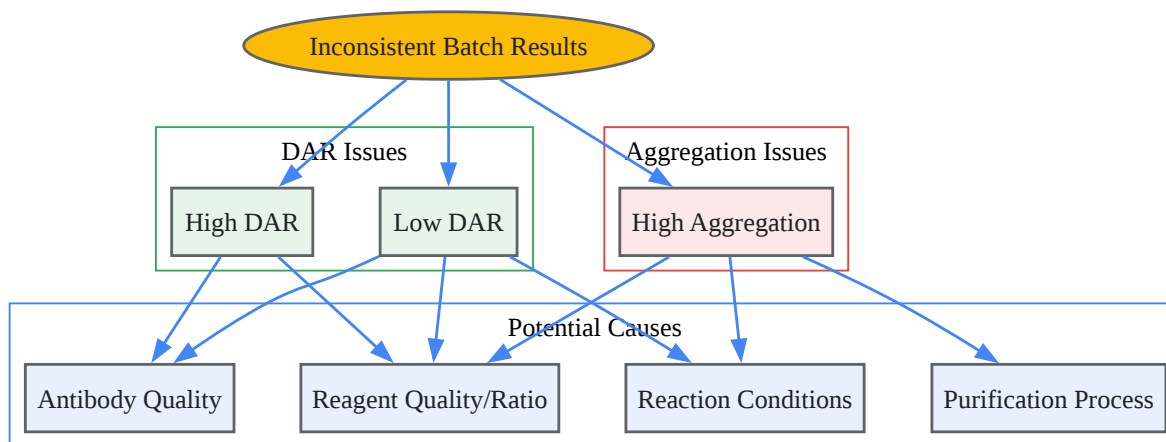 Inconsistent Batch Results
DAR Issues
Aggregation Issues
High DAR
Low DAR
High Aggregation
Potential Causes
Antibody Quality
Reagent Quality/Ratio
Reaction Conditions
Purification Process